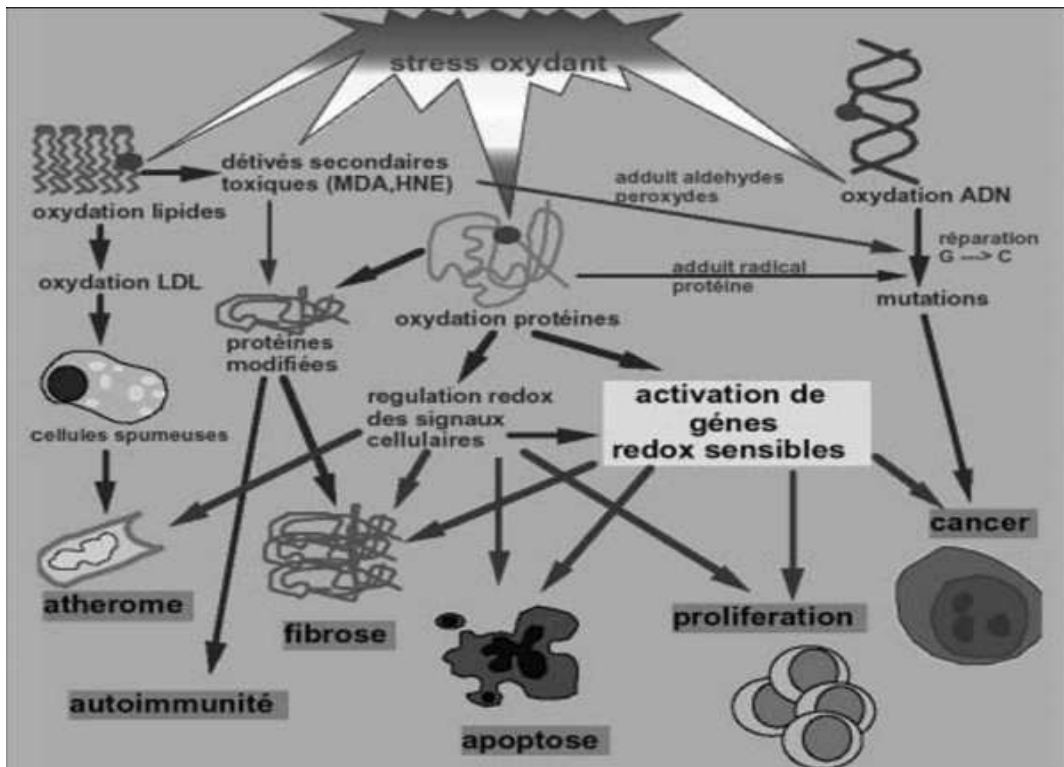 stress oxydant
détivés secondaires
toxiques (MDA,HNE)
adduit aldehydes
peroxydes
oxydation lipides
oxydation ADN
réparation
G ---> C
oxydation LDL
adduit radical
protéine
mutations
oxydation protéines
protéines
modifiées
activation de
génes
redox sensibles
regulation redox
des signaux
cellulaires
cellules spumeuses
cancer
atherome
fibrose
proliferation
autoimmunité
apoptose